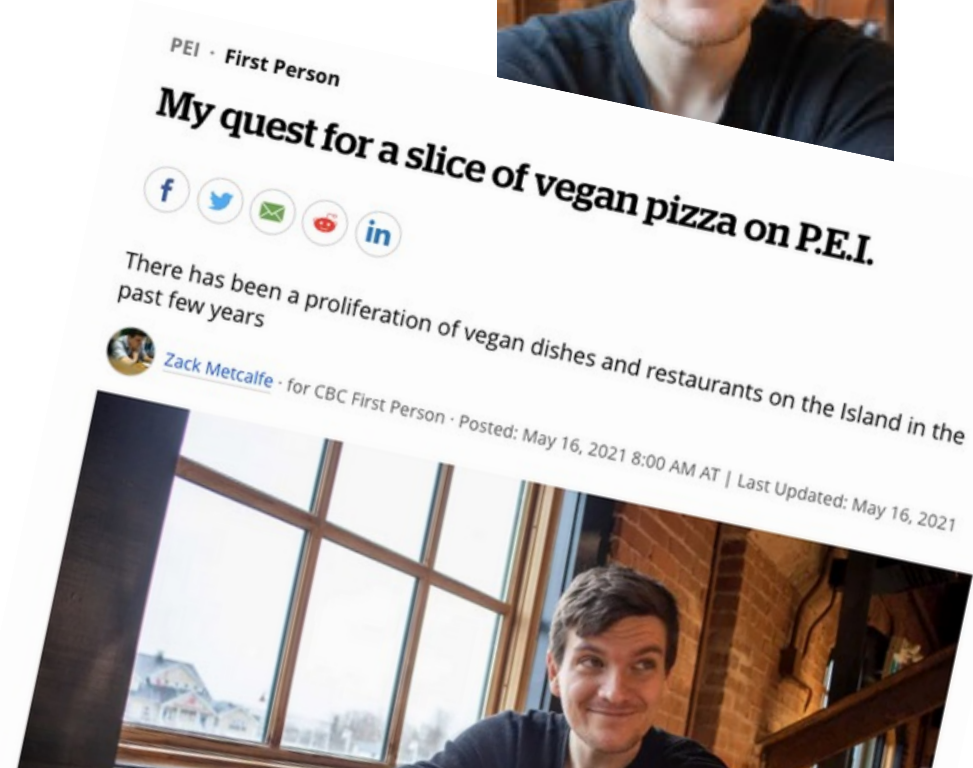 PEI · First Person
My quest for a slice of vegan pizza on P.E.I.
f in
There has been a proliferation of vegan dishes and restaurants on the Island in the
past few years
Zack Metcalfe · for CBC First Person · Posted: May 16, 2021 8:00 AM AT | Last Updated: May 16, 2021